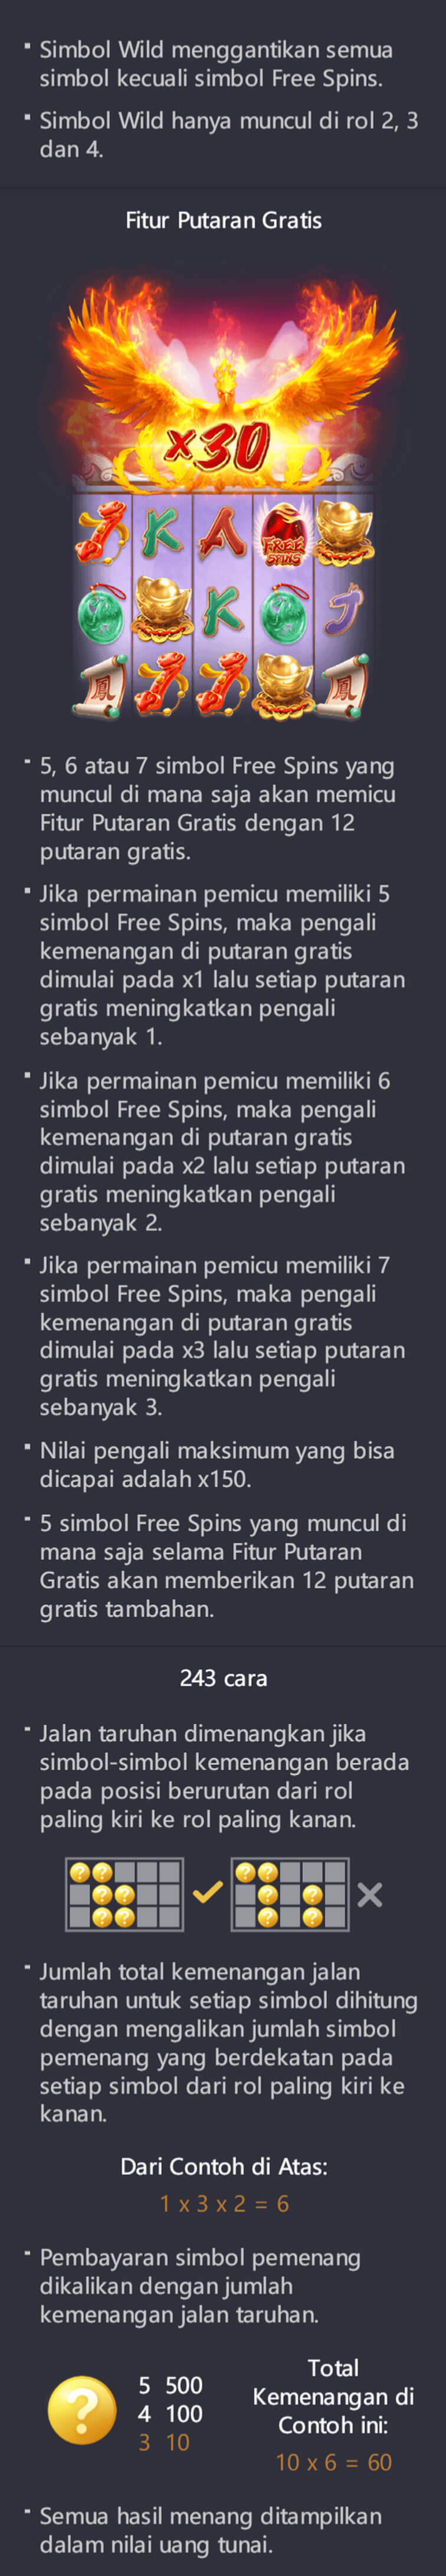 Simbol Wild menggantikan semua
simbol kecuali simbol Free Spins.
Simbol Wild hanya muncul di rol 2, 3
dan 4.
Fitur Putaran Gratis
x30
K A FREE SPINS
K J
鳳 鳳
5, 6 atau 7 simbol Free Spins yang
muncul di mana saja akan memicu
Fitur Putaran Gratis dengan 12
putaran gratis.
Jika permainan pemicu memiliki 5
simbol Free Spins, maka pengali
kemenangan di putaran gratis
dimulai pada x1 lalu setiap putaran
gratis meningkatkan pengali
sebanyak 1.
Jika permainan pemicu memiliki 6
simbol Free Spins, maka pengali
kemenangan di putaran gratis
dimulai pada x2 lalu setiap putaran
gratis meningkatkan pengali
sebanyak 2.
Jika permainan pemicu memiliki 7
simbol Free Spins, maka pengali
kemenangan di putaran gratis
dimulai pada x3 lalu setiap putaran
gratis meningkatkan pengali
sebanyak 3.
Nilai pengali maksimum yang bisa
dicapai adalah x150.
5 simbol Free Spins yang muncul di
mana saja selama Fitur Putaran
Gratis akan memberikan 12 putaran
gratis tambahan.
243 cara
Jalan taruhan dimenangkan jika
simbol-simbol kemenangan berada
pada posisi berurutan dari rol
paling kiri ke rol paling kanan.
? ? ? ?
? ? ? ?
? ? ? ?
Jumlah total kemenangan jalan
taruhan untuk setiap simbol dihitung
dengan mengalikan jumlah simbol
pemenang yang berdekatan pada
setiap simbol dari rol paling kiri ke
kanan.
Dari Contoh di Atas:
1 x 3 x 2 = 6
Pembayaran simbol pemenang
dikalikan dengan jumlah
kemenangan jalan taruhan.
?
5 500
4 100
3 10
Total
Kemenangan di
Contoh ini:
10 x 6 = 60
Semua hasil menang ditampilkan
dalam nilai uang tunai.